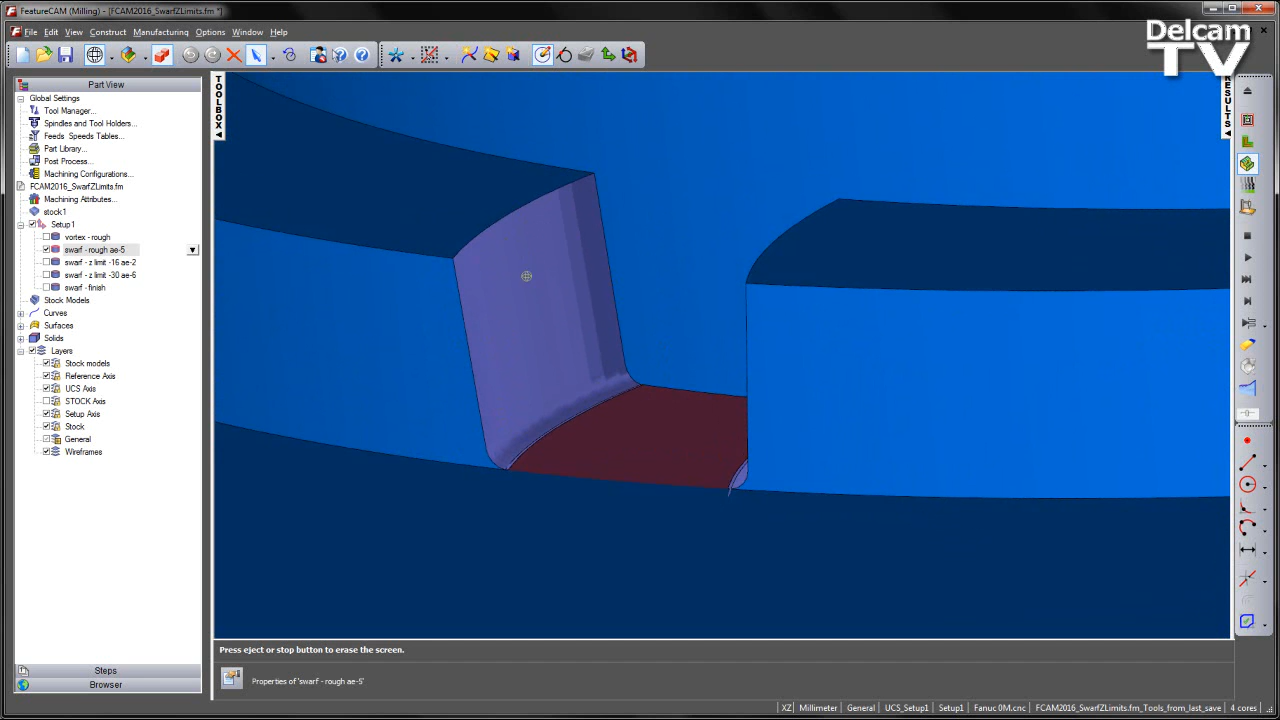 FeatureCAM (Milling) - [FCAM2016_SwarfZLimits.fm *]
File Edit View Construct Manufacturing Options Window Help
Delcam
TV
TOOLBOX
RESULTS
Part View
Global Settings
Tool Manager...
Spindles and Tool Holders...
Feeds Speeds Tables...
Part Library...
Post Process...
Machining Configurations...
FCAM2016_SwarfZLimits.fm
Machining Attributes...
stock1
Setup1
vortex - rough
swarf - rough ae-5
swarf - z limit -16 ae-2
swarf - z limit -30 ae-6
swarf - finish
Stock Models
Curves
Surfaces
Solids
Layers
Stock models
Reference Axis
UCS Axis
STOCK Axis
Setup Axis
Stock
General
Wireframes
Steps
Browser
Press eject or stop button to erase the screen.
Properties of 'swarf - rough ae-5'
XZ Millimeter General UCS_Setup1 Setup1 Fanuc 0M.cnc FCAM2016_SwarfZLimits.fm_Tools_from_last_save 4 cores